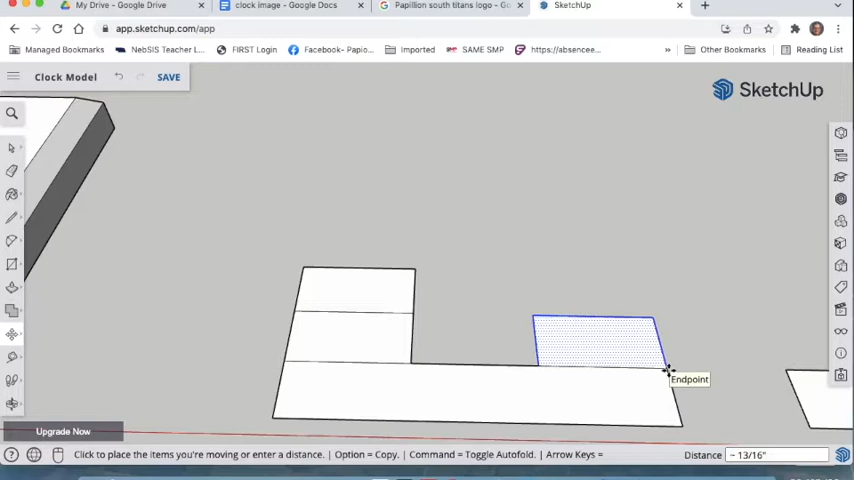 My Drive - Google Drive
clock image - Google Docs
Papillion south titans logo - Go
SketchUp
app.sketchup.com/app
Managed Bookmarks
NebSIS Teacher L...
FIRST Login
Facebook- Papio...
Imported
SAME SMP
https://absencee...
»
Other Bookmarks
Reading List
Clock Model
SAVE
SketchUp
Endpoint
Upgrade Now
Click to place the items you're moving or enter a distance. | Option = Copy. | Command = Toggle Autofold. | Arrow Keys =
Distance
~ 13/16"